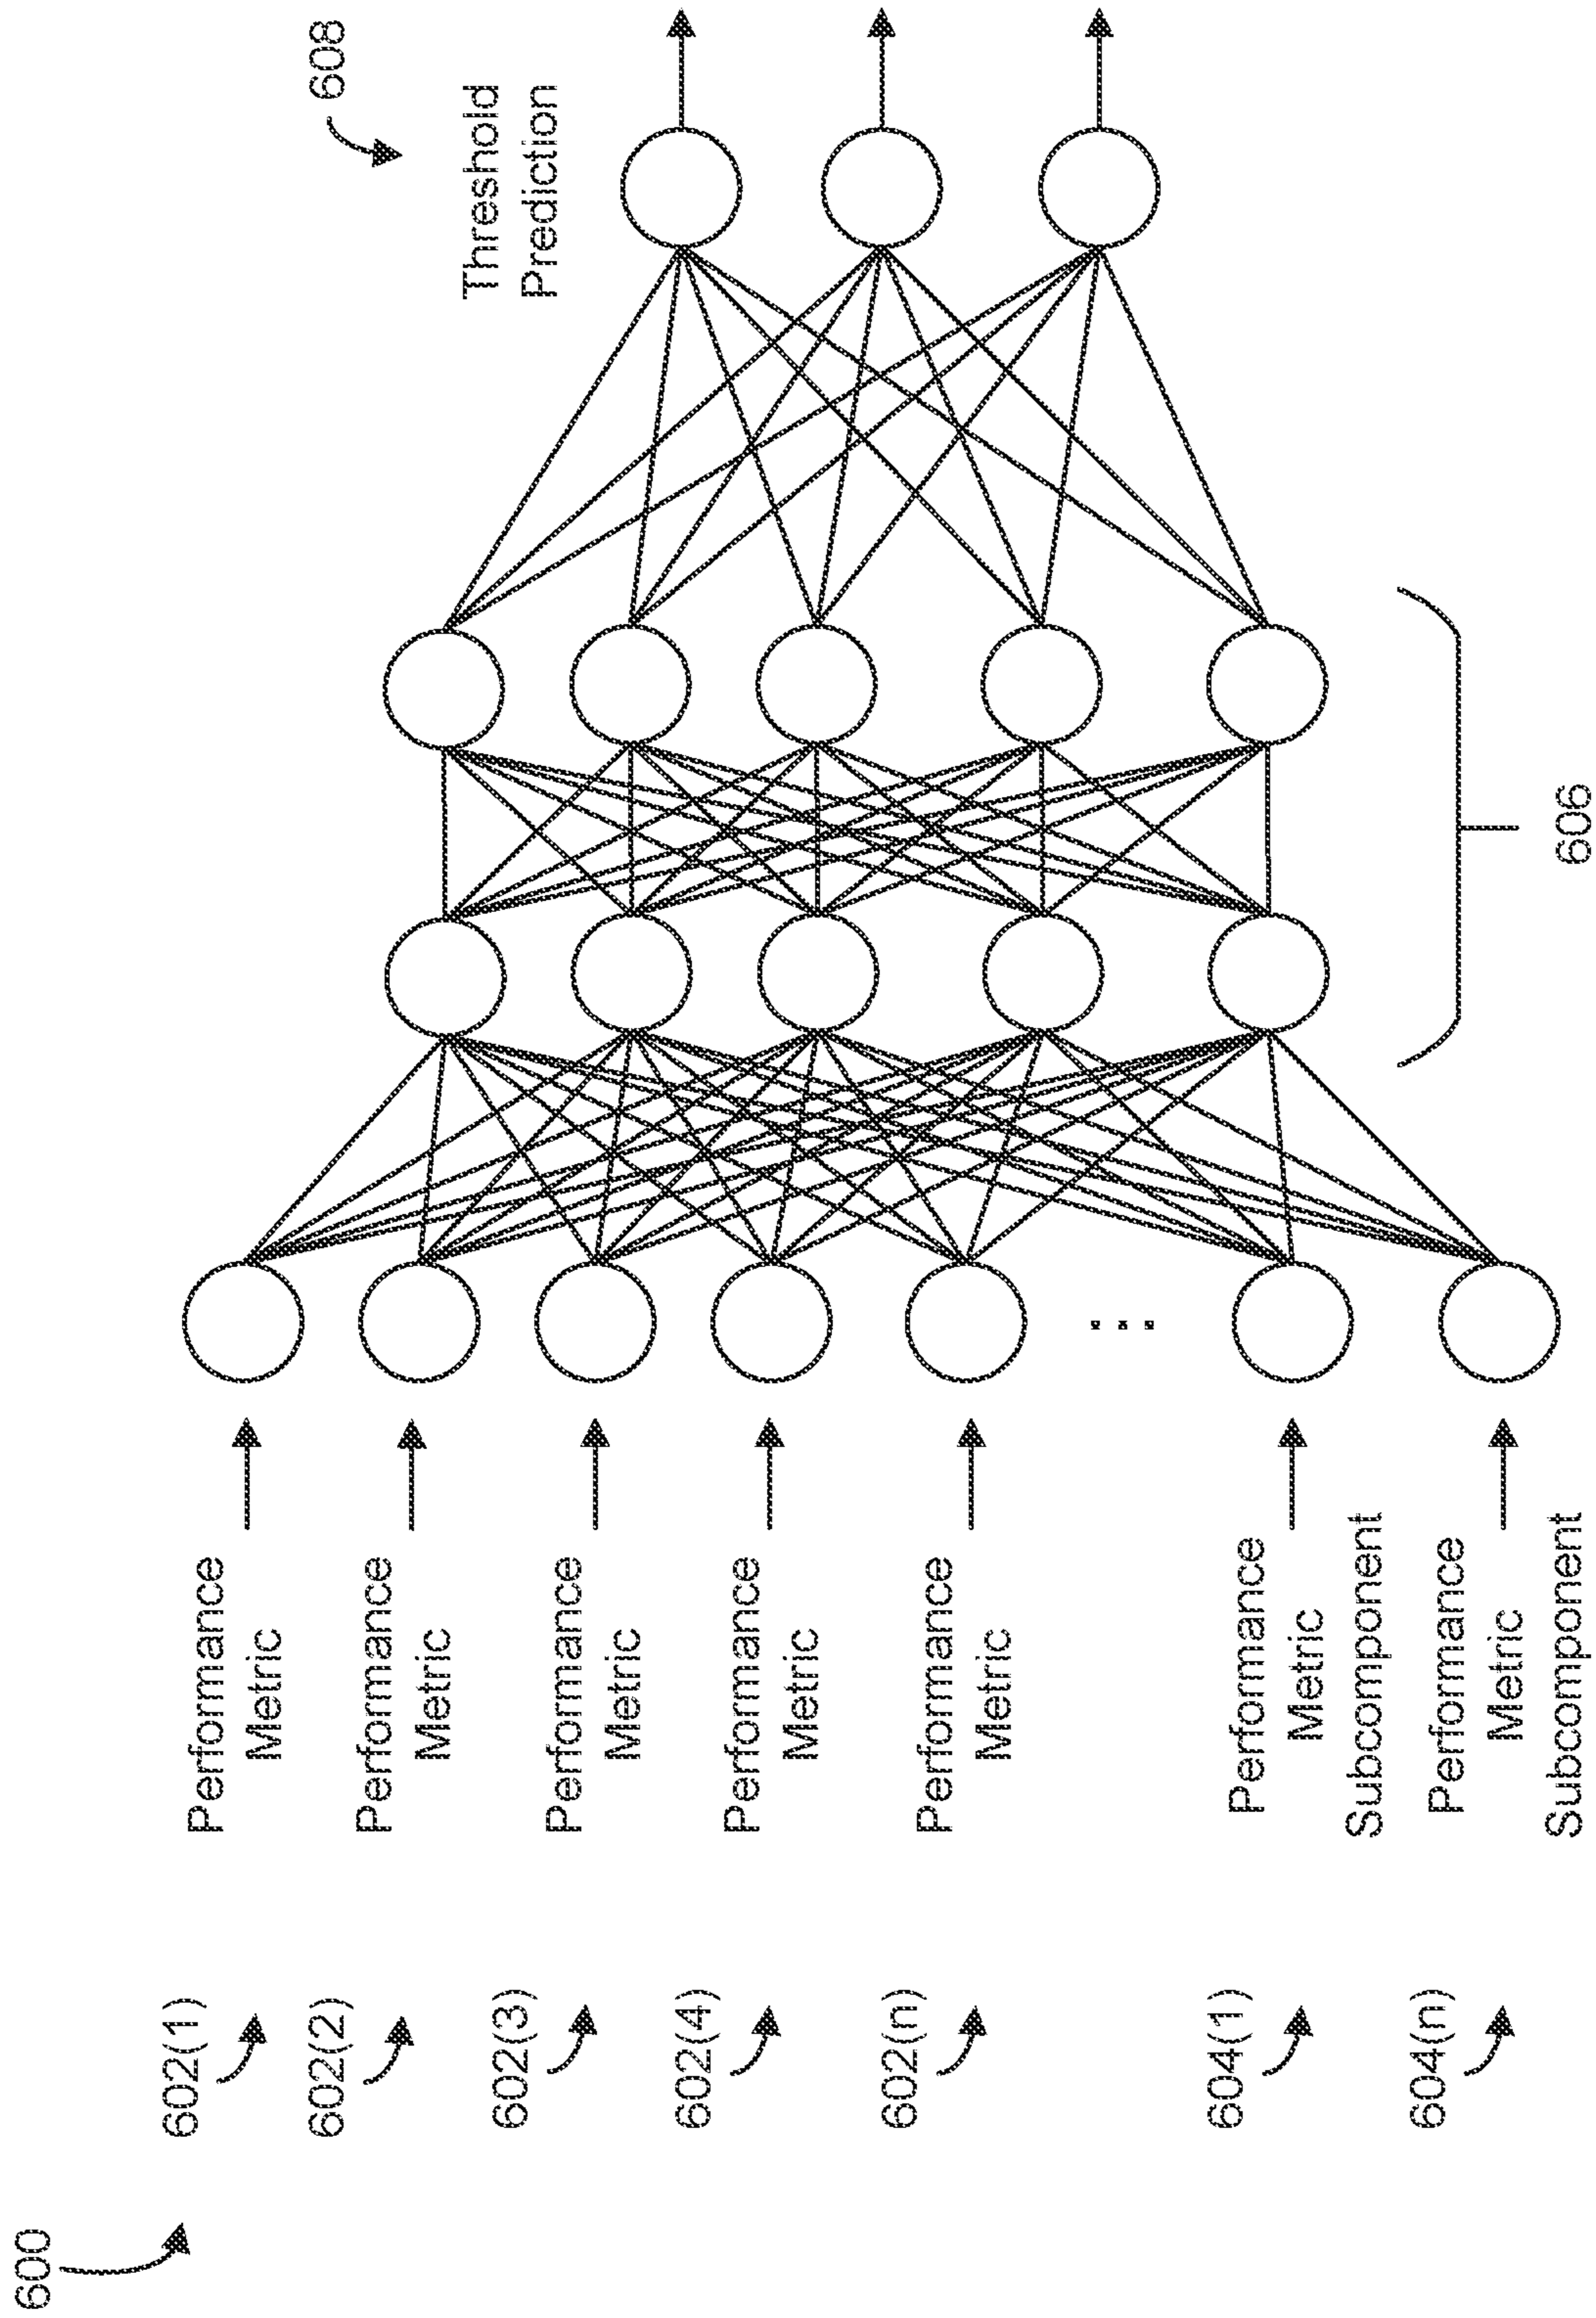 600
602(1)
Performance
Metric
602(2)
Performance
Metric
602(3)
Performance
Metric
602(4)
Performance
Metric
602(n)
Performance
Metric
...
604(1)
Performance
Metric
Subcomponent
604(n)
Performance
Metric
Subcomponent
606
608
Threshold
Prediction